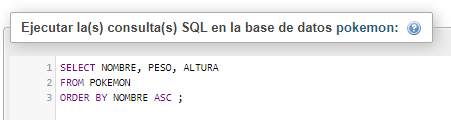 Ejecutar la(s) consulta(s) SQL en la base de datos pokemon:
1 SELECT NOMBRE, PESO, ALTURA
2 FROM POKEMON
3 ORDER BY NOMBRE ASC ;